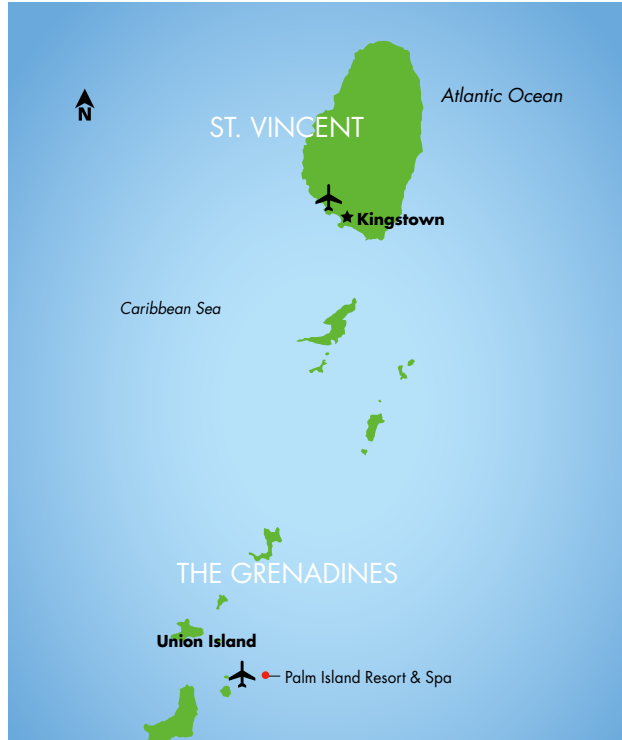 Atlantic Ocean
N
ST. VINCENT
Kingstown
Caribbean Sea
THE GRENADINES
Union Island
Palm Island Resort & Spa